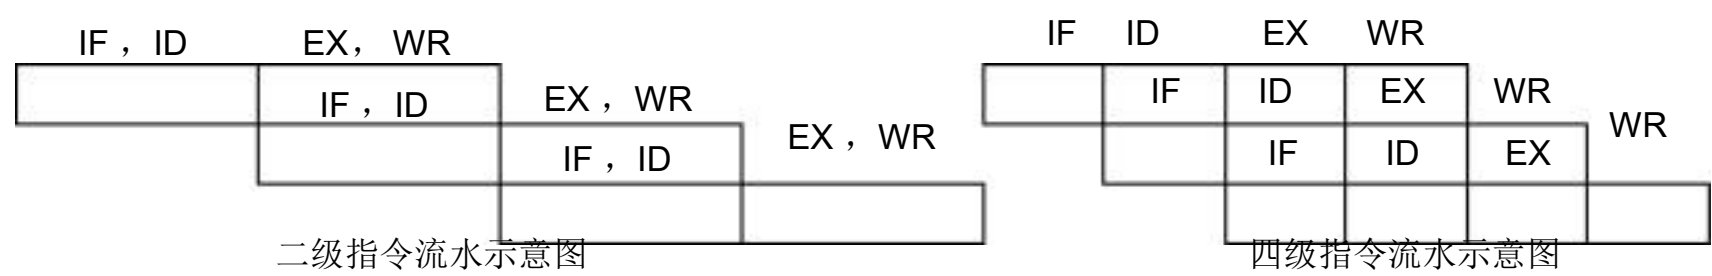 IF ，ID EX， WR
IF ，ID EX ，WR
IF ，ID EX ，WR
二级指令流水示意图
IF ID EX WR
IF ID EX WR
IF ID EX WR
四级指令流水示意图